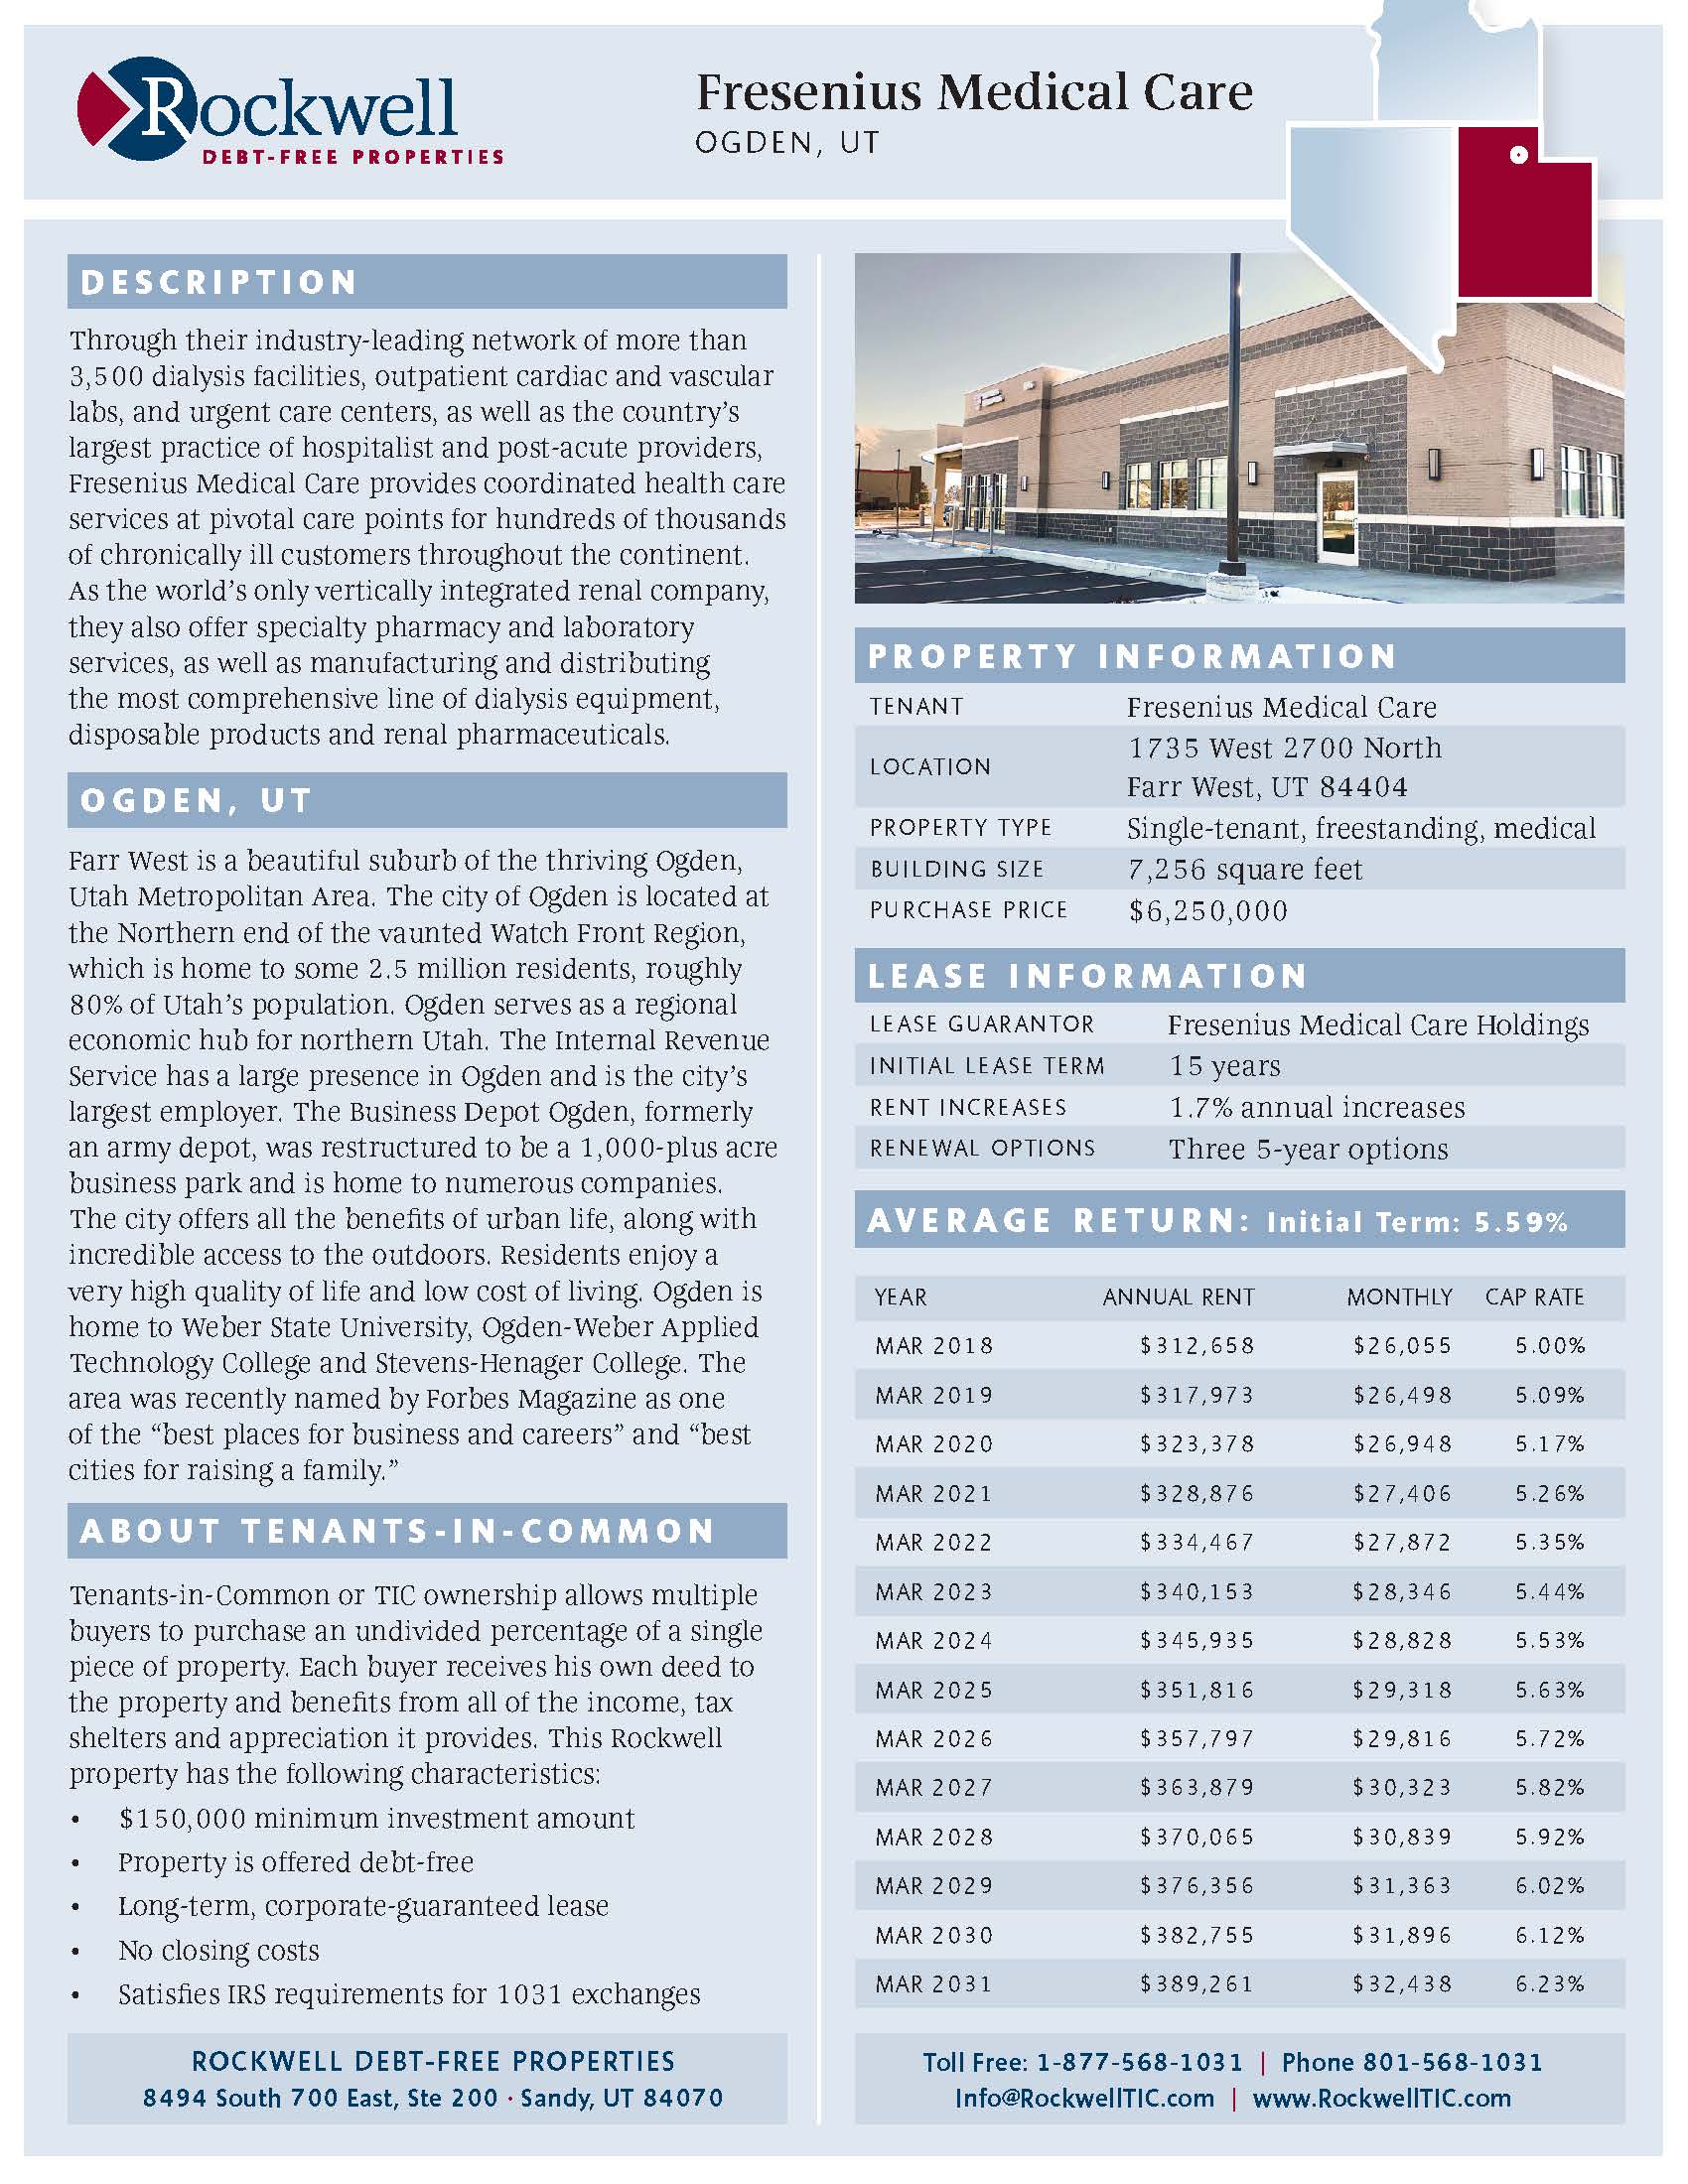 Rockwell
DEBT-FREE PROPERTIES
Fresenius Medical Care
OGDEN, UT
DESCRIPTION
Through their industry-leading network of more than
3,500 dialysis facilities, outpatient cardiac and vascular
labs, and urgent care centers, as well as the country's
largest practice of hospitalist and post-acute providers,
Fresenius Medical Care provides coordinated health care
services at pivotal care points for hundreds of thousands
of chronically ill customers throughout the continent.
As the world's only vertically integrated renal company,
they also offer specialty pharmacy and laboratory
services, as well as manufacturing and distributing
the most comprehensive line of dialysis equipment,
disposable products and renal pharmaceuticals.
OGDEN, UT
Farr West is a beautiful suburb of the thriving Ogden,
Utah Metropolitan Area. The city of Ogden is located at
the Northern end of the vaunted Watch Front Region,
which is home to some 2.5 million residents, roughly
80% of Utah's population. Ogden serves as a regional
economic hub for northern Utah. The Internal Revenue
Service has a large presence in Ogden and is the city's
largest employer. The Business Depot Ogden, formerly
an army depot, was restructured to be a 1,000-plus acre
business park and is home to numerous companies.
The city offers all the benefits of urban life, along with
incredible access to the outdoors. Residents enjoy a
very high quality of life and low cost of living. Ogden is
home to Weber State University, Ogden-Weber Applied
Technology College and Stevens-Henager College. The
area was recently named by Forbes Magazine as one
of the “best places for business and careers” and “best
cities for raising a family.”
ABOUT TENANTS-IN-COMMON
Tenants-in-Common or TIC ownership allows multiple
buyers to purchase an undivided percentage of a single
piece of property. Each buyer receives his own deed to
the property and benefits from all of the income, tax
shelters and appreciation it provides. This Rockwell
property has the following characteristics:
• $150,000 minimum investment amount
• Property is offered debt-free
• Long-term, corporate-guaranteed lease
• No closing costs
• Satisfies IRS requirements for 1031 exchanges
ROCKWELL DEBT-FREE PROPERTIES
8494 South 700 East, Ste 200 · Sandy, UT 84070
PROPERTY INFORMATION
TENANT Fresenius Medical Care
LOCATION 1735 West 2700 North
Farr West, UT 84404
PROPERTY TYPE Single-tenant, freestanding, medical
BUILDING SIZE 7,256 square feet
PURCHASE PRICE $6,250,000
LEASE INFORMATION
LEASE GUARANTOR Fresenius Medical Care Holdings
INITIAL LEASE TERM 15 years
RENT INCREASES 1.7% annual increases
RENEWAL OPTIONS Three 5-year options
AVERAGE RETURN: Initial Term: 5.59%
YEAR ANNUAL RENT MONTHLY CAP RATE
MAR 2018 $312,658 $26,055 5.00%
MAR 2019 $317,973 $26,498 5.09%
MAR 2020 $323,378 $26,948 5.17%
MAR 2021 $328,876 $27,406 5.26%
MAR 2022 $334,467 $27,872 5.35%
MAR 2023 $340,153 $28,346 5.44%
MAR 2024 $345,935 $28,828 5.53%
MAR 2025 $351,816 $29,318 5.63%
MAR 2026 $357,797 $29,816 5.72%
MAR 2027 $363,879 $30,323 5.82%
MAR 2028 $370,065 $30,839 5.92%
MAR 2029 $376,356 $31,363 6.02%
MAR 2030 $382,755 $31,896 6.12%
MAR 2031 $389,261 $32,438 6.23%
Toll Free: 1-877-568-1031 | Phone 801-568-1031
Info@RockwellTIC.com | www.RockwellTIC.com